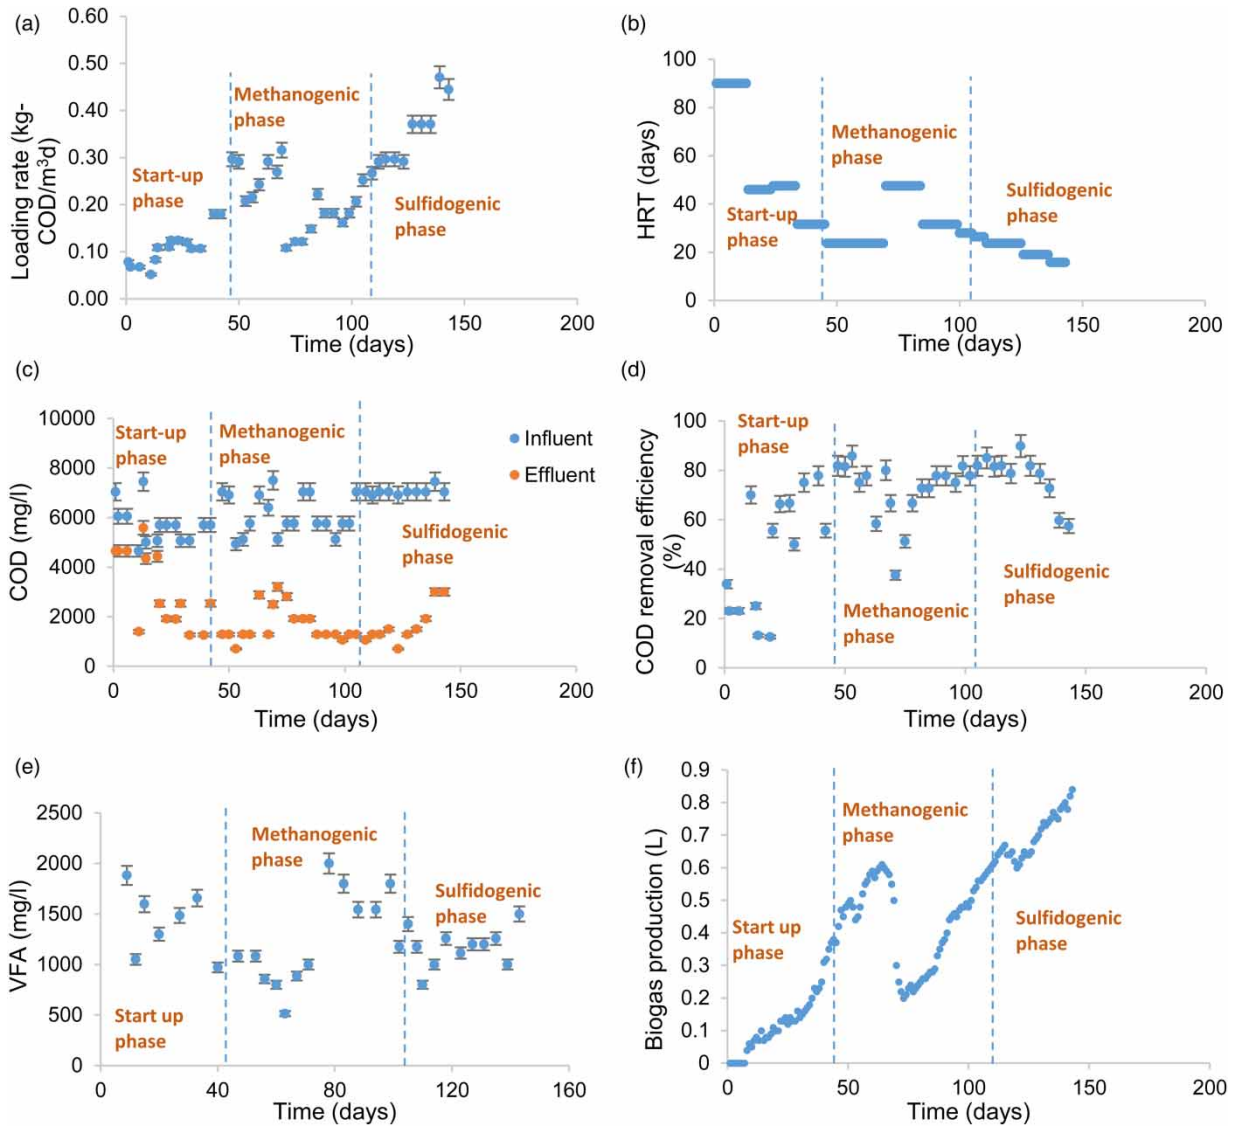 (a)
0.60
0.50
0.40
0.30
0.20
0.10
0.00
Loading rate (kg-
COD/m³d)
Methanogenic
phase
Start-up
phase
Sulfidogenic
phase
0
50
100
150
200
Time (days)
(b)
100
80
60
40
20
0
HRT (days)
Methanogenic
phase
Sulfidogenic
phase
Start-up
phase
0
50
100
150
200
Time (days)
(c)
10000
8000
6000
4000
2000
0
COD (mg/l)
Start-up
phase
Methanogenic
phase
Influent
Effluent
Sulfidogenic
phase
0
50
100
150
200
Time (days)
(d)
100
80
60
40
20
0
COD removal efficiency
(%)
Start-up
phase
Methanogenic
phase
Sulfidogenic
phase
0
50
100
150
200
Time (days)
(e)
2500
2000
1500
1000
500
0
VFA (mg/l)
Methanogenic
phase
Sulfidogenic
phase
Start up
phase
0
40
80
120
160
Time (days)
(f)
0.9
0.8
0.7
0.6
0.5
0.4
0.3
0.2
0.1
0
Biogas production (L)
Methanogenic
phase
Start up
phase
Sulfidogenic
phase
0
50
100
150
200
Time (days)